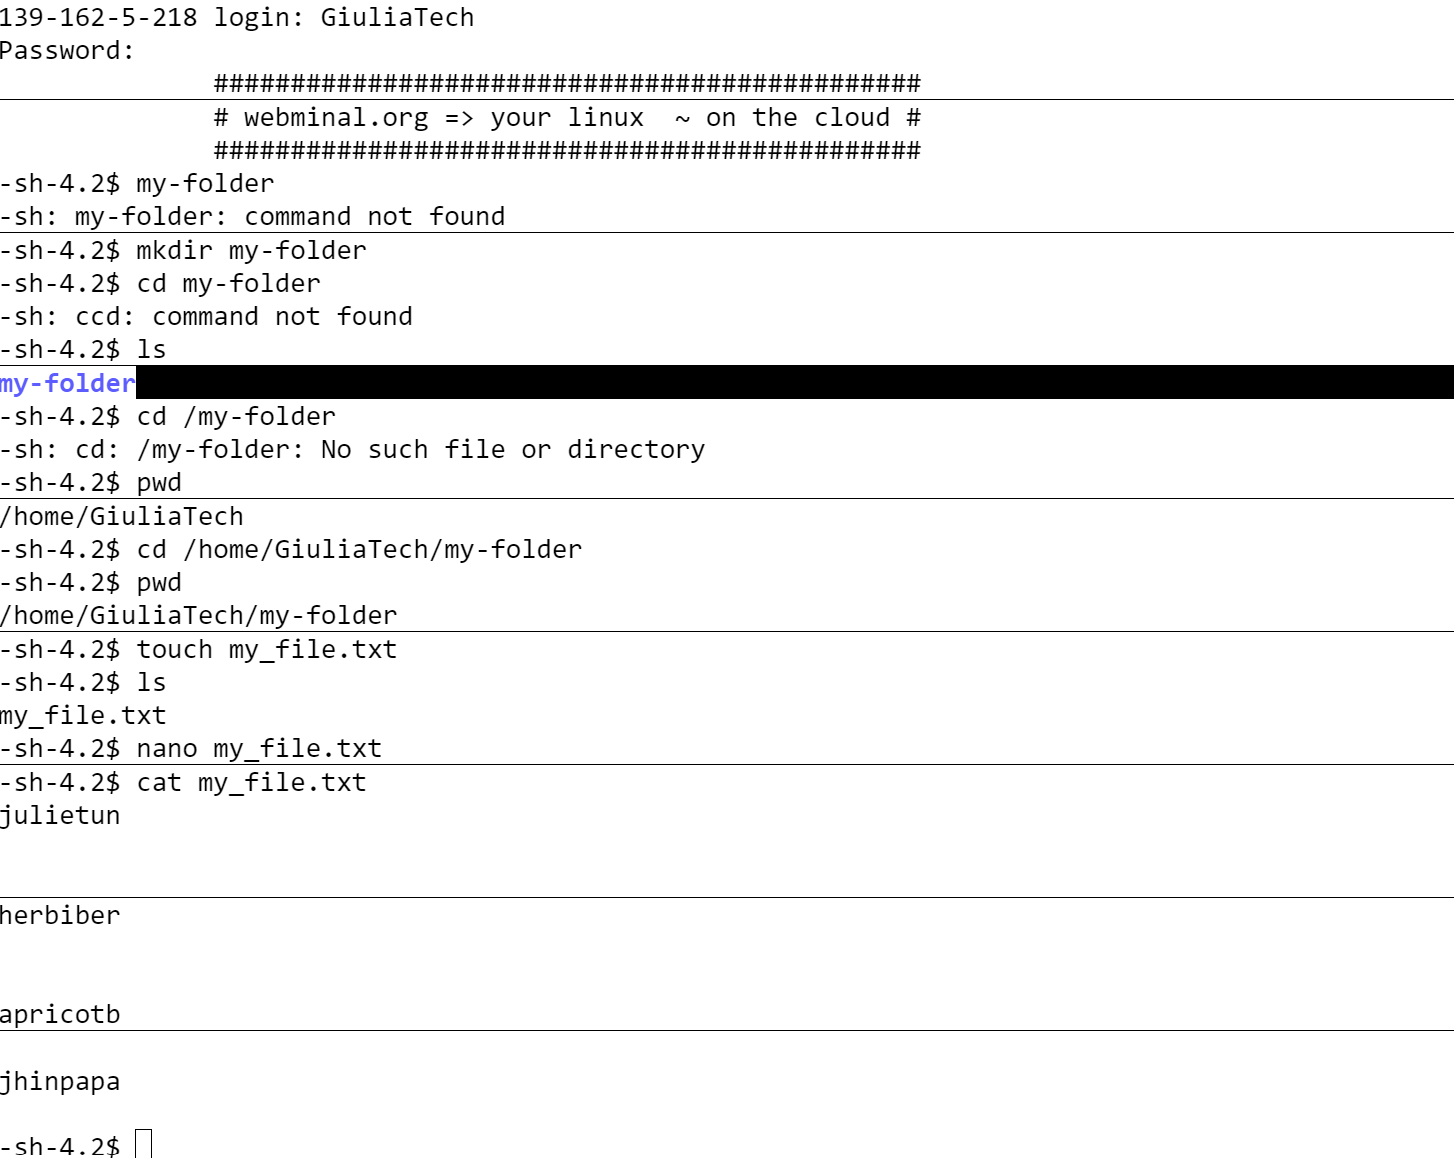 139-162-5-218 login: GiuliaTech
Password:
##############################################
# webminal.org => your linux  ~ on the cloud #
##############################################
-sh-4.2$ my-folder
-sh: my-folder: command not found
-sh-4.2$ mkdir my-folder
-sh-4.2$ cd my-folder
-sh: ccd: command not found
-sh-4.2$ ls
my-folder
-sh-4.2$ cd /my-folder
-sh: cd: /my-folder: No such file or directory
-sh-4.2$ pwd
/home/GiuliaTech
-sh-4.2$ cd /home/GiuliaTech/my-folder
-sh-4.2$ pwd
/home/GiuliaTech/my-folder
-sh-4.2$ touch my_file.txt
-sh-4.2$ ls
my_file.txt
-sh-4.2$ nano my_file.txt
-sh-4.2$ cat my_file.txt
julietun
herbiber
apricotb
jhinpapa
-sh-4.2$